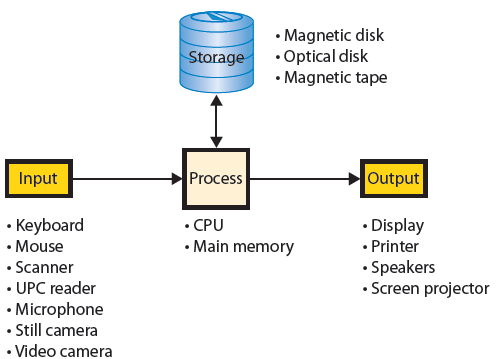 Storage
• Magnetic disk
• Optical disk
• Magnetic tape
Input
Process
Output
• Keyboard
• Mouse
• Scanner
• UPC reader
• Microphone
• Still camera
• Video camera
• CPU
• Main memory
• Display
• Printer
• Speakers
• Screen projector